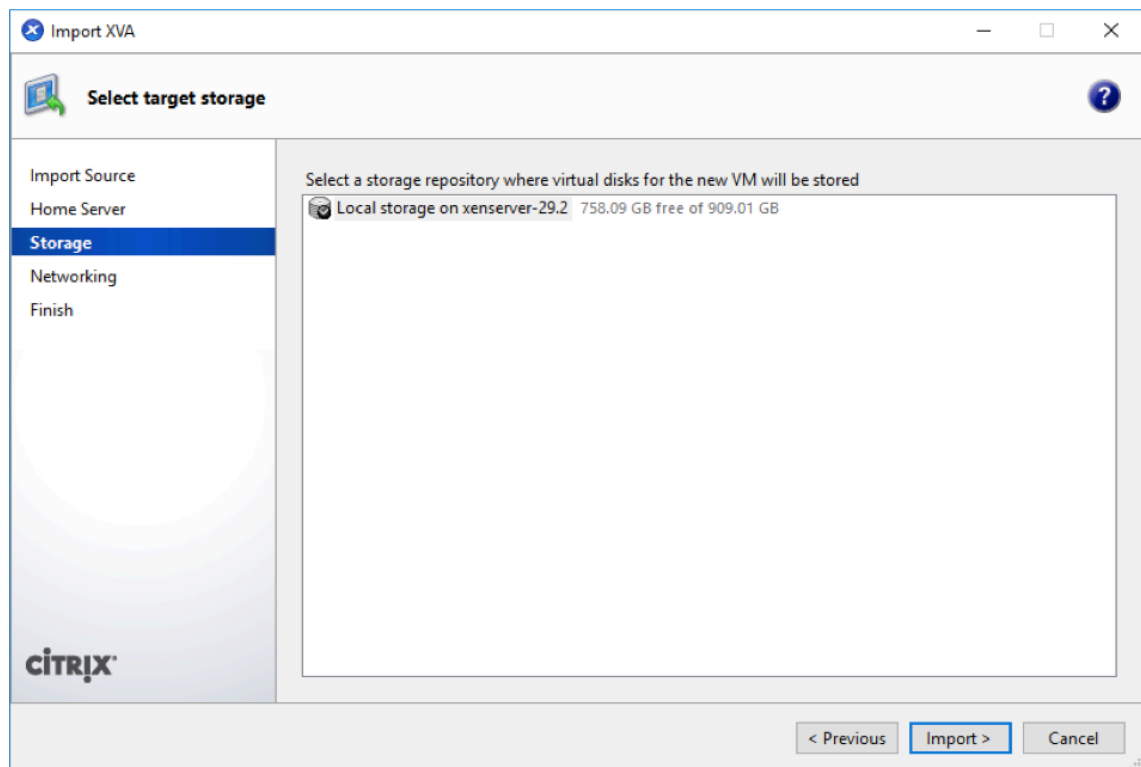 Import XVA
Select target storage
?
Import Source
Home Server
Storage
Networking
Finish
Select a storage repository where virtual disks for the new VM will be stored
Local storage on xenserver-29.2 758.09 GB free of 909.01 GB
CİTRIX
< Previous Import > Cancel